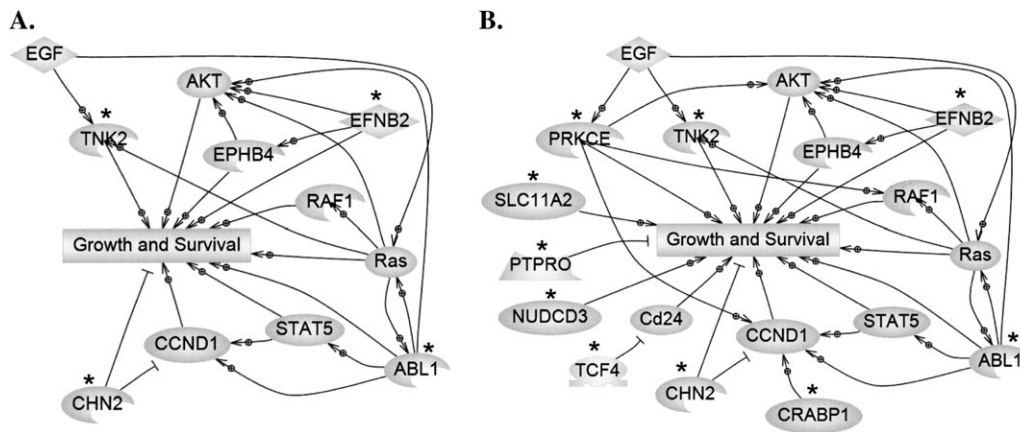 A.
EGF
AKT
*
EFNB2
*
TNK2
EPHB4
*
RAF1
Growth and Survival
Ras
STAT5
CCND1
*
ABL1
*
CHN2
B.
EGF
AKT
*
EFNB2
*
PRKCE
*
TNK2
EPHB4
*
SLC11A2
RAF1
Growth and Survival
*
PTPRO
Ras
*
NUDCD3
Cd24
STAT5
CCND1
*
TCF4
*
CHN2
*
ABL1
*
CRABP1